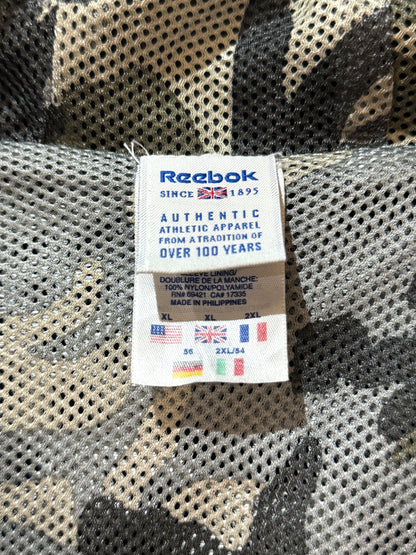 Reebok
SINCE 1895
AUTHENTIC
ATHLETIC APPAREL
FROM A TRADITION OF
OVER 100 YEARS
LINING/
DOUBLURE DE LA MANCHE:
100% NYLON/POLYAMIDE
RN# 69421 CA# 17335
MADE IN PHILIPPINES
XL XL 2XL
56 2XL/54